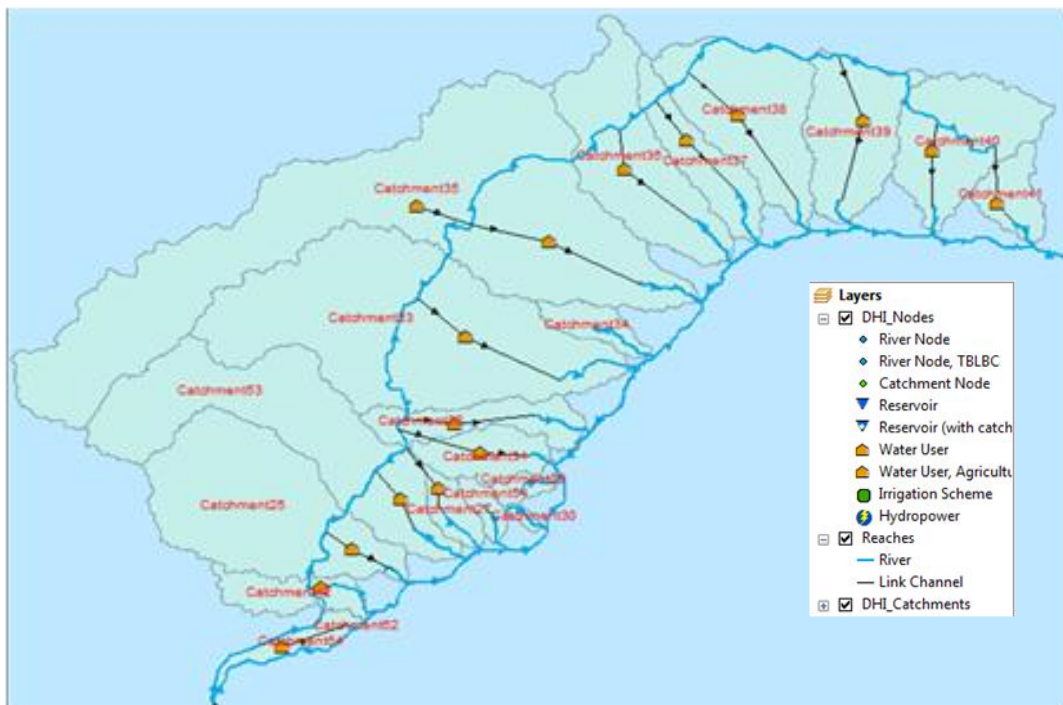 Catchment38
Catchment39
Catchment40
Catchment36
Catchment37
Catchment35
Catchment41
Catchment33
Catchment34
Catchment53
Catchment25
Catchment30
Catchment52
Layers
DHI_Nodes
River Node
River Node, TBLBC
Catchment Node
Reservoir
Reservoir (with catch
Water User
Water User, Agricultu
Irrigation Scheme
Hydropower
Reaches
River
Link Channel
DHI_Catchments